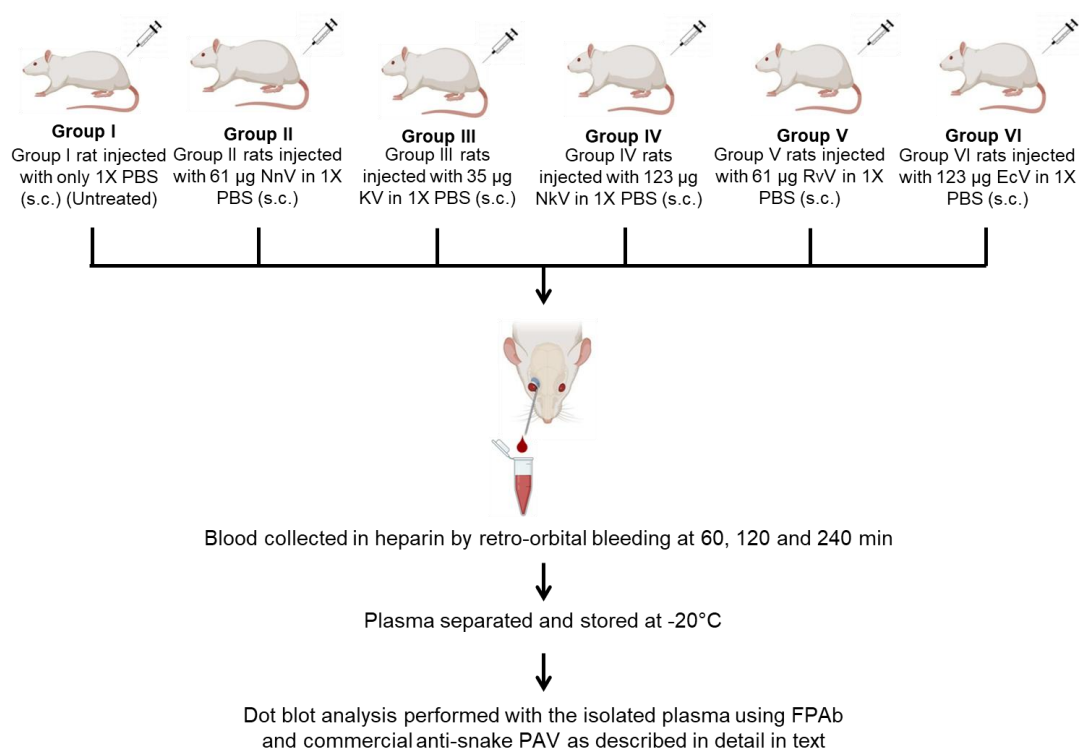 Group I
Group I rat injected
with only 1X PBS
(s.c.) (Untreated)
Group II
Group II rats injected
with 61 µg NnV in 1X
PBS (s.c.)
Group III
Group III rats
injected with 35 µg
KV in 1X PBS (s.c.)
Group IV
Group IV rats
injected with 123 µg
NkV in 1X PBS (s.c.)
Group V
Group V rats injected
with 61 µg RvV in 1X
PBS (s.c.)
Group VI
Group VI rats injected
with 123 µg EcV in 1X
PBS (s.c.)
Blood collected in heparin by retro-orbital bleeding at 60, 120 and 240 min
Plasma separated and stored at -20°C
Dot blot analysis performed with the isolated plasma using FPAb
and commercial anti-snake PAV as described in detail in text